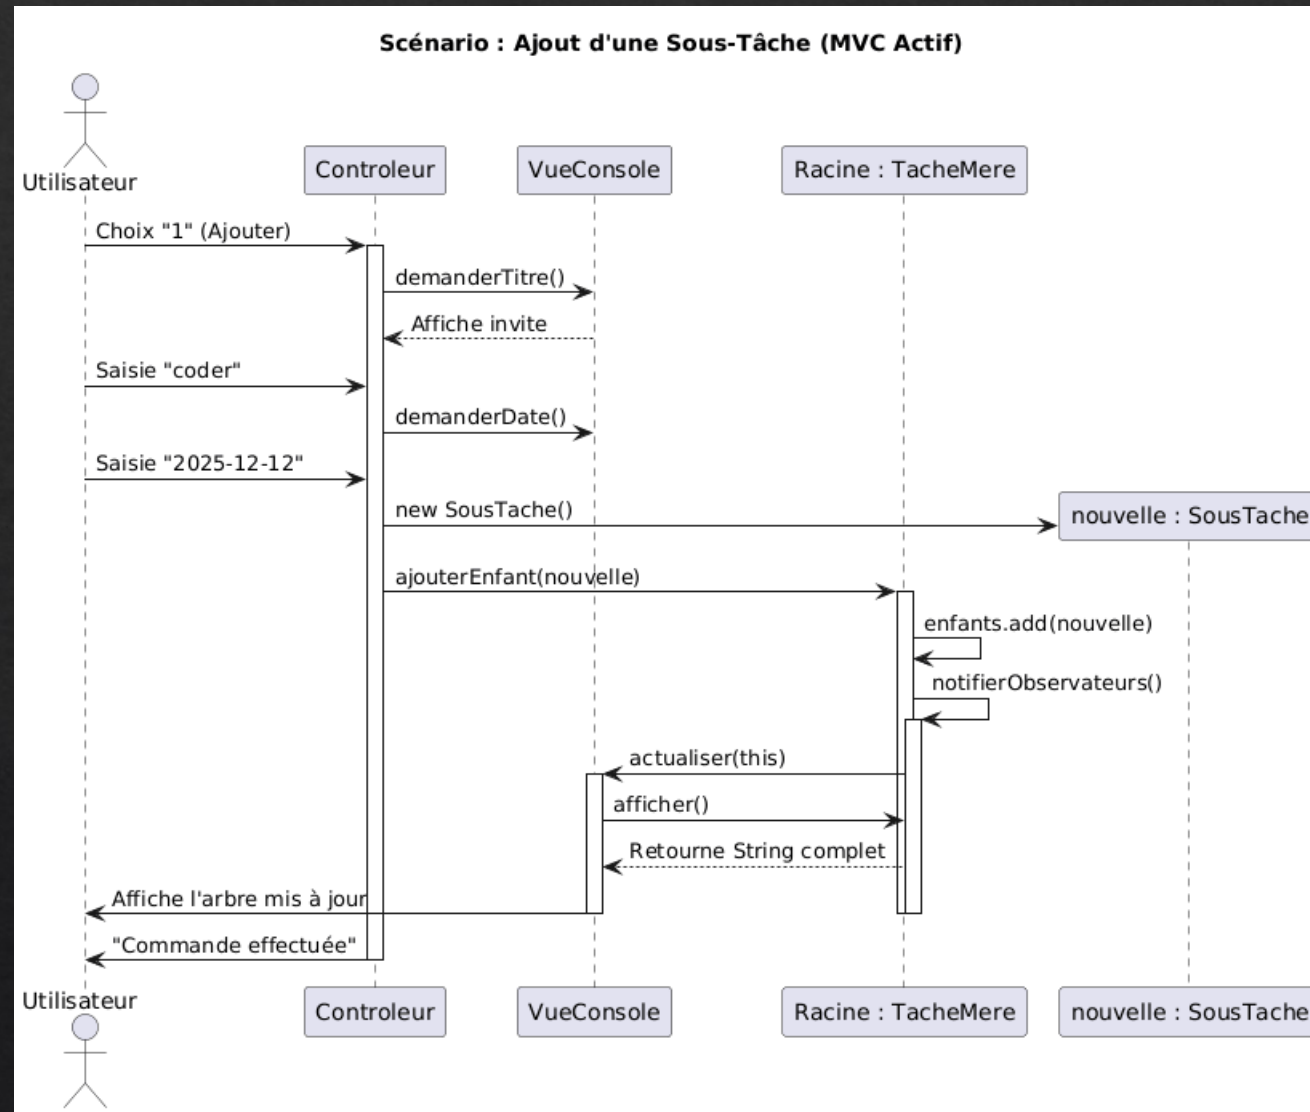 Scénario : Ajout d'une Sous-Tâche (MVC Actif)
Utilisateur
Controleur
VueConsole
Racine : TacheMere
Choix "1" (Ajouter)
demanderTitre()
Affiche invite
Saisie "coder"
demanderDate()
Saisie "2025-12-12"
new SousTache()
nouvelle : SousTache
ajouterEnfant(nouvelle)
enfants.add(nouvelle)
notifierObservateurs()
actualiser(this)
afficher()
Retourne String complet
Affiche l'arbre mis à jour
"Commande effectuée"
Utilisateur
Controleur
VueConsole
Racine : TacheMere
nouvelle : SousTache